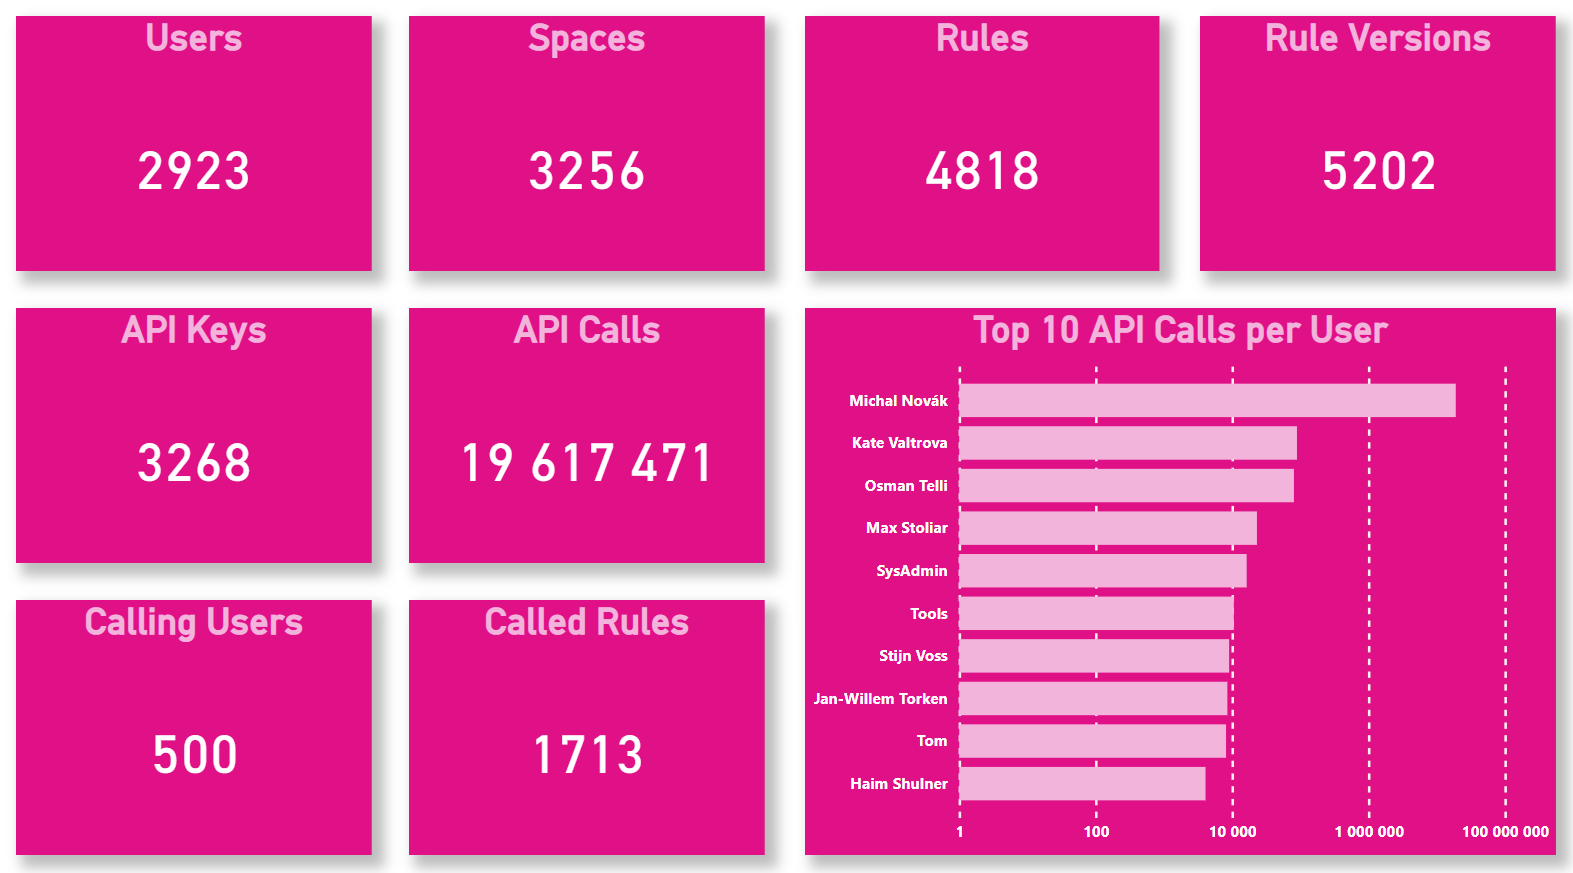 Users
2923
Spaces
3256
Rules
4818
Rule Versions
5202
API Keys
3268
API Calls
19 617 471
Top 10 API Calls per User
Michal Novák
Kate Valtrova
Osman Telli
Max Stoliar
SysAdmin
Tools
Stijn Voss
Jan-Willem Torken
Tom
Haim Shulner
1 100 10 000 1 000 000 100 000 000
Calling Users
500
Called Rules
1713